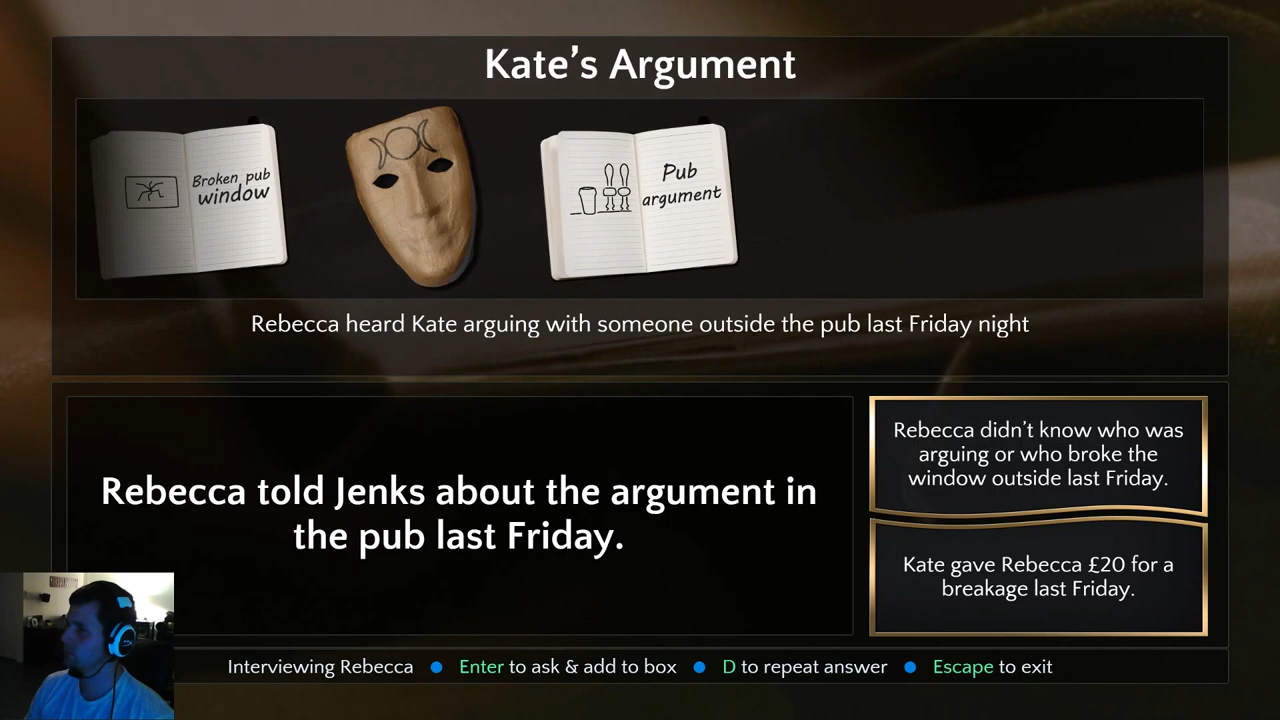 Kate's Argument
Broken pub
window
Pub
argument
Rebecca heard Kate arguing with someone outside the pub last Friday night
Rebecca told Jenks about the argument in
the pub last Friday.
Rebecca didn't know who was
arguing or who broke the
window outside last Friday.
Kate gave Rebecca £20 for a
breakage last Friday.
Interviewing Rebecca ● Enter to ask & add to box ● D to repeat answer ● Escape to exit